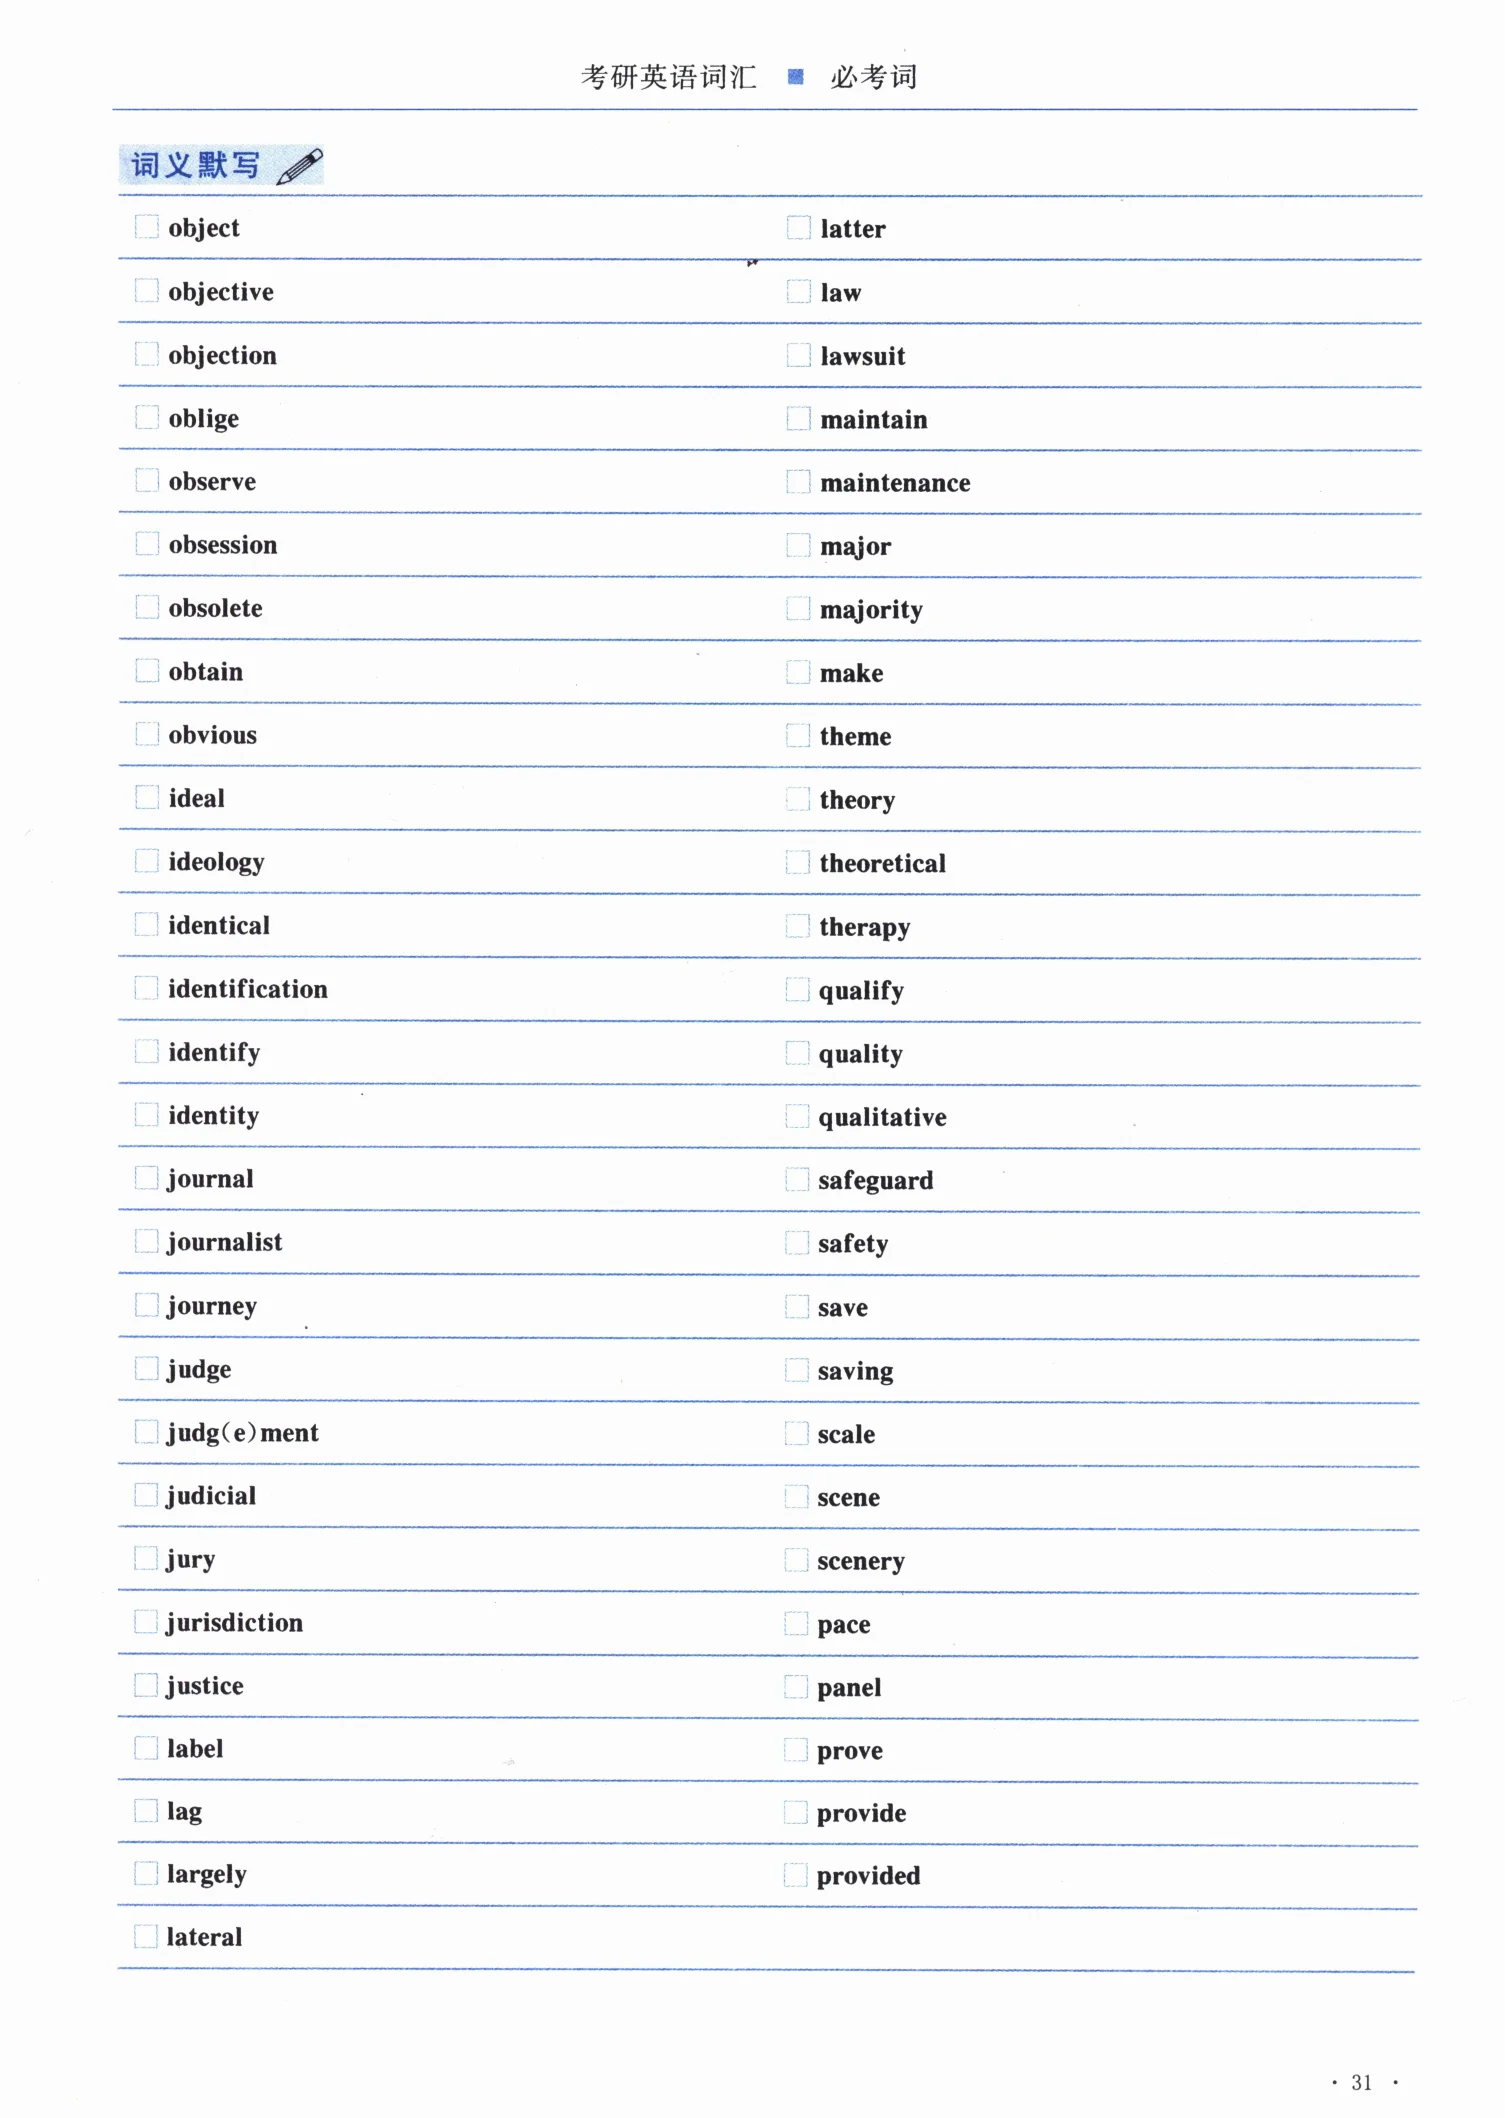 考研英语词汇 ■ 必考词
词义默写
object
objective
objection
oblige
observe
obsession
obsolete
obtain
obvious
ideal
ideology
identical
identification
identify
identity
journal
journalist
journey
judge
judg(e)ment
judicial
jury
jurisdiction
justice
label
lag
largely
lateral
latter
law
lawsuit
maintain
maintenance
major
majority
make
theme
theory
theoretical
therapy
qualify
quality
qualitative
safeguard
safety
save
saving
scale
scene
scenery
pace
panel
prove
provide
provided
· 31 ·